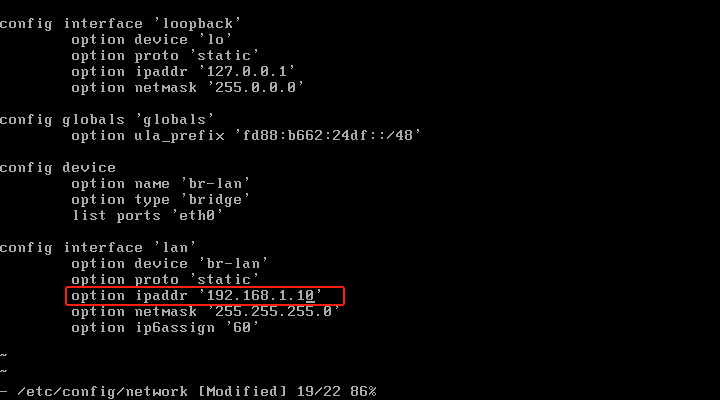 config interface 'loopback'
        option device 'lo'
        option proto 'static'
        option ipaddr '127.0.0.1'
        option netmask '255.0.0.0'
config globals 'globals'
        option ula_prefix 'fd88:b662:24df::/48'
config device
        option name 'br-lan'
        option type 'bridge'
        list ports 'eth0'
config interface 'lan'
        option device 'br-lan'
        option proto 'static'
        option ipaddr '192.168.1.10'
        option netmask '255.255.255.0'
        option ip6assign '60'
~
~
- /etc/config/network [Modified] 19/22 86%